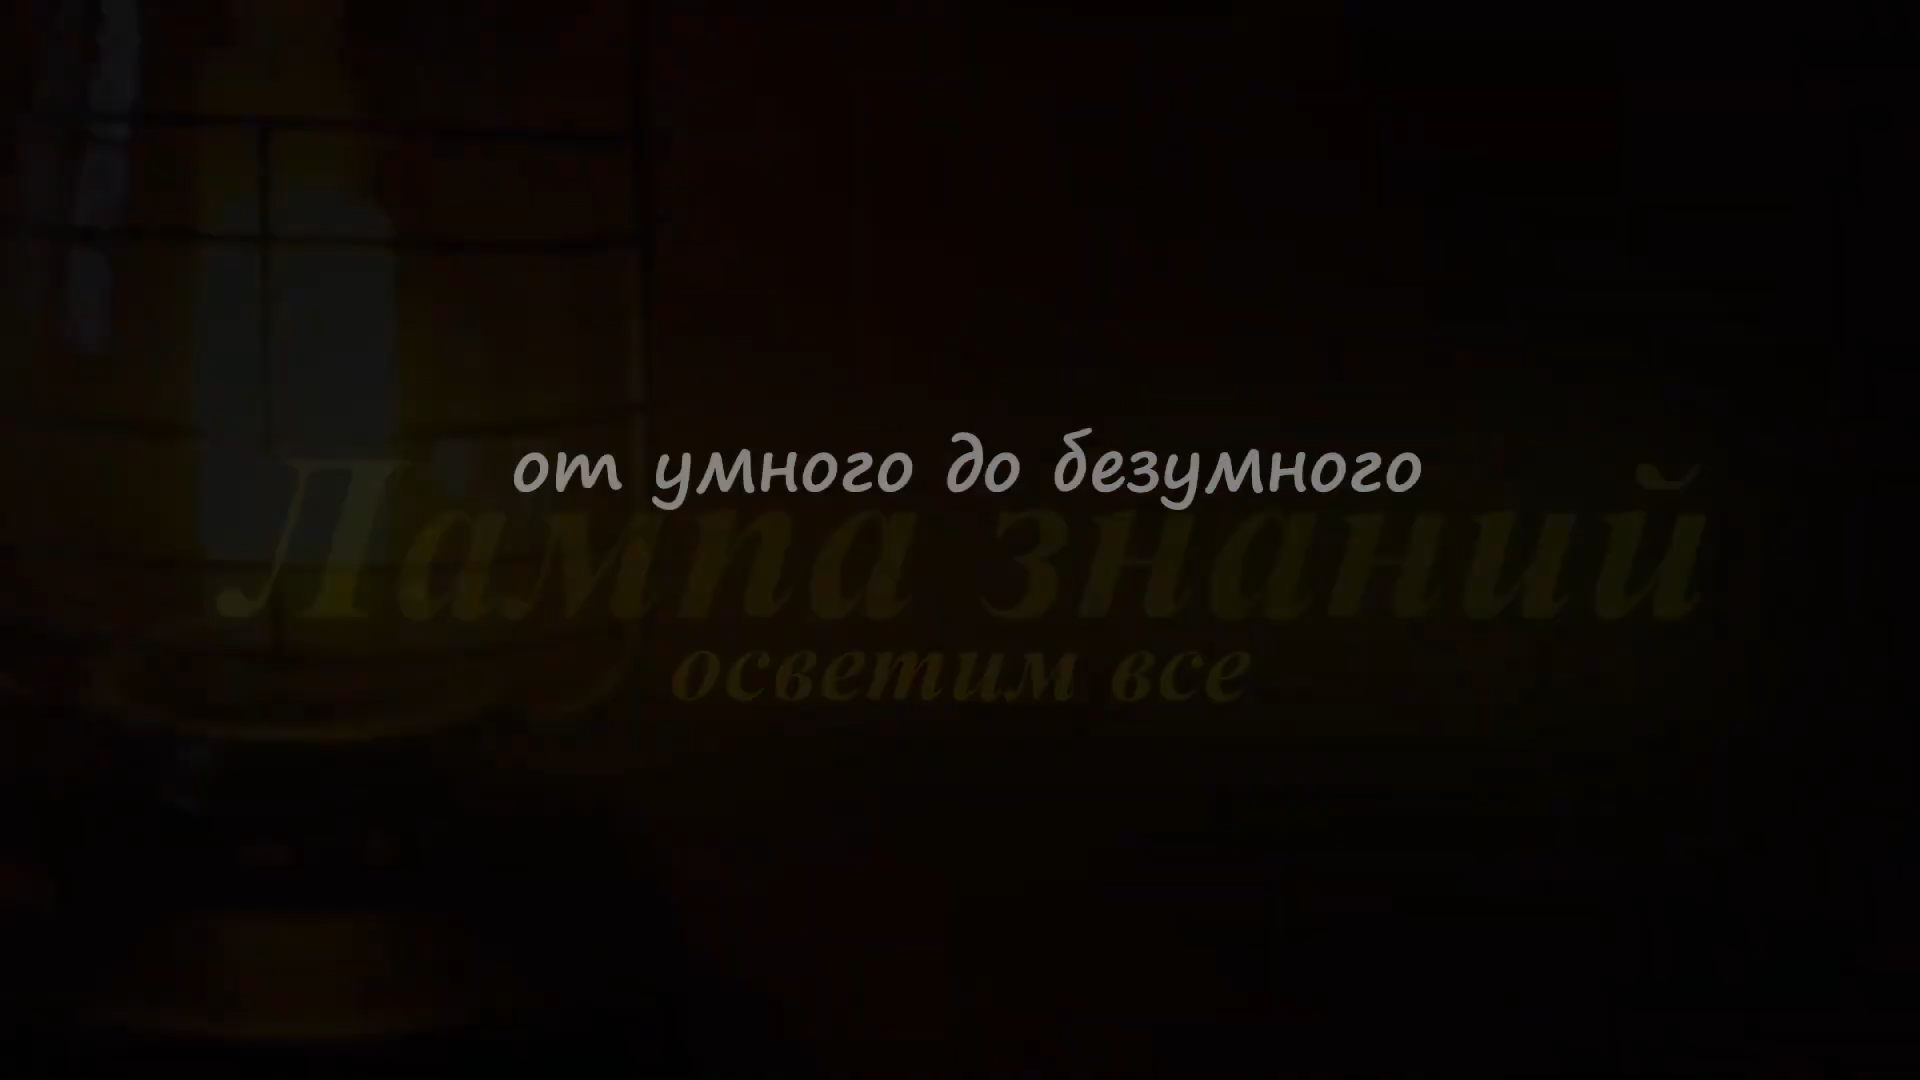 от умного до безумного
Лампа знаний
осветим все